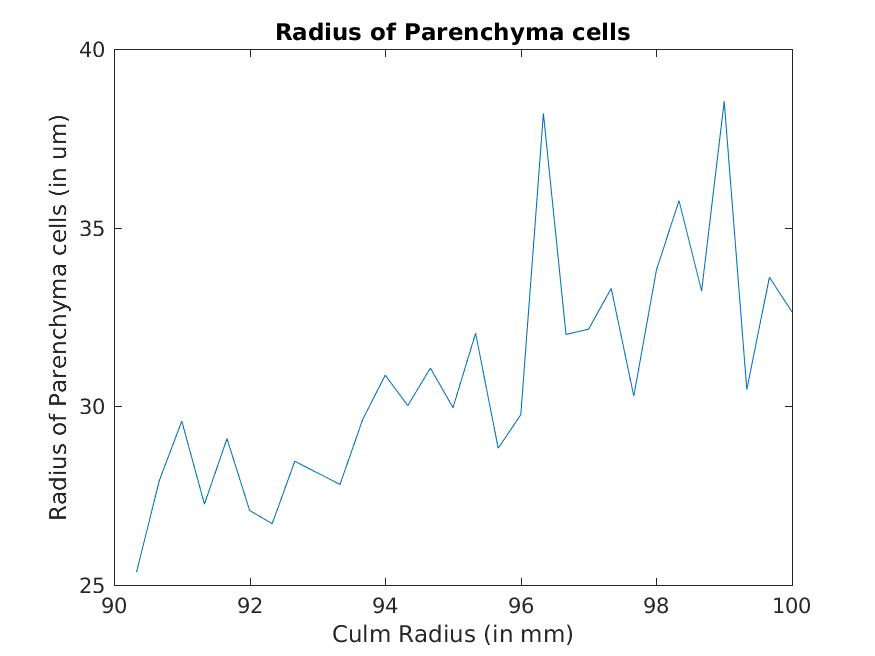 Radius of Parenchyma cells
40
35
30
25
Radius of Parenchyma cells (in um)
90 92 94 96 98 100
Culm Radius (in mm)